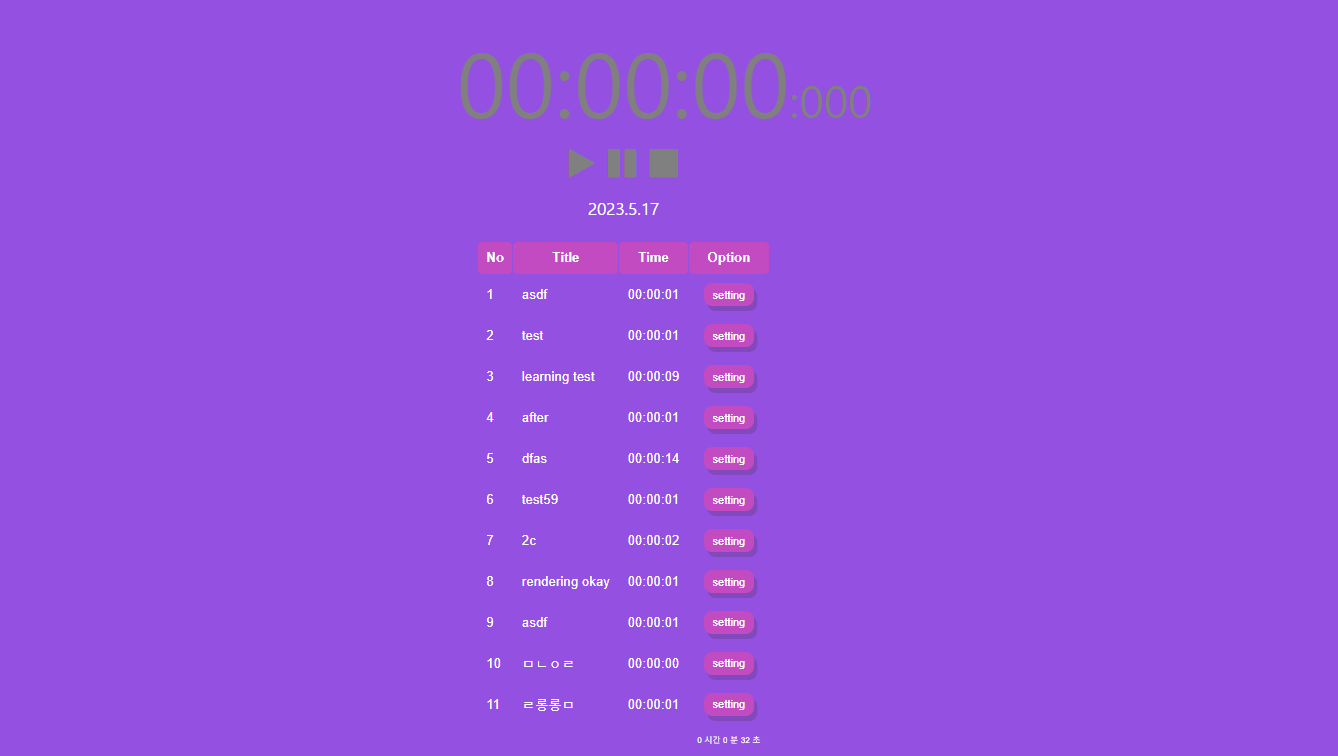 00:00:00:000
2023.5.17
No Title Time Option
1 asdf 00:00:01 setting
2 test 00:00:01 setting
3 learning test 00:00:09 setting
4 after 00:00:01 setting
5 dfas 00:00:14 setting
6 test59 00:00:01 setting
7 2c 00:00:02 setting
8 rendering okay 00:00:01 setting
9 asdf 00:00:01 setting
10 ㅁㄴㅇㄹ 00:00:00 setting
11 ㄹ롱롱ㅁ 00:00:01 setting
0 시간 0 분 32 초